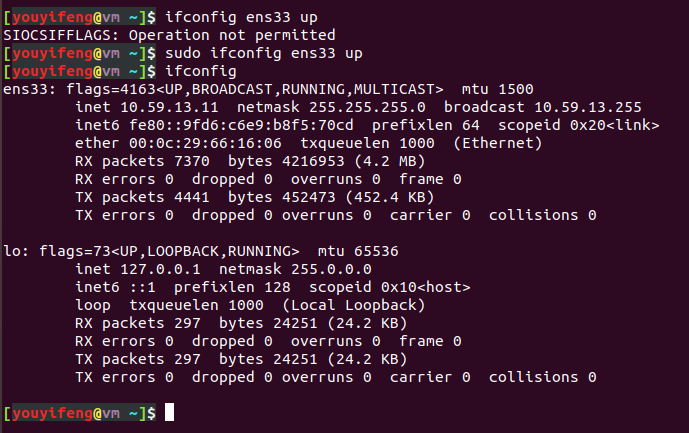 [youyifeng@vm ~]$ ifconfig ens33 up
SIOCSIFFLAGS: Operation not permitted
[youyifeng@vm ~]$ sudo ifconfig ens33 up
[youyifeng@vm ~]$ ifconfig
ens33: flags=4163<UP,BROADCAST,RUNNING,MULTICAST>  mtu 1500
        inet 10.59.13.11  netmask 255.255.255.0  broadcast 10.59.13.255
        inet6 fe80::9fd6:c6e9:b8f5:70cd  prefixlen 64  scopeid 0x20<link>
        ether 00:0c:29:66:16:06  txqueuelen 1000  (Ethernet)
        RX packets 7370  bytes 4216953 (4.2 MB)
        RX errors 0  dropped 0  overruns 0  frame 0
        TX packets 4441  bytes 452473 (452.4 KB)
        TX errors 0  dropped 0 overruns 0  carrier 0  collisions 0

lo: flags=73<UP,LOOPBACK,RUNNING>  mtu 65536
        inet 127.0.0.1  netmask 255.0.0.0
        inet6 ::1  prefixlen 128  scopeid 0x10<host>
        loop  txqueuelen 1000  (Local Loopback)
        RX packets 297  bytes 24251 (24.2 KB)
        RX errors 0  dropped 0  overruns 0  frame 0
        TX packets 297  bytes 24251 (24.2 KB)
        TX errors 0  dropped 0 overruns 0  carrier 0  collisions 0

[youyifeng@vm ~]$